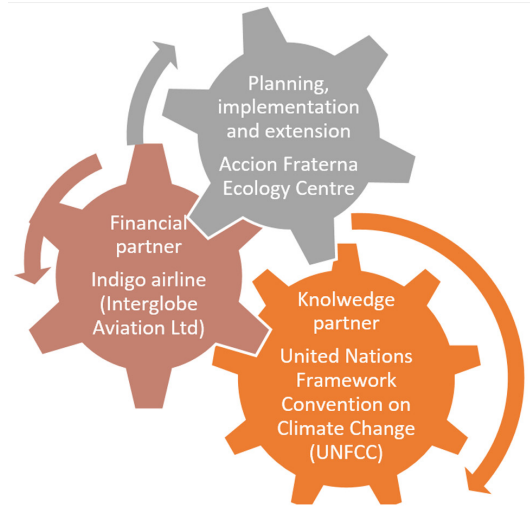 Planning,
implementation
and extension
Accion Fraterna
Ecology Centre
Financial
partner
Indigo airline
(Interglobe
Aviation Ltd)
Knolwedge
partner
United Nations
Framework
Convention on
Climate Change
(UNFCC)